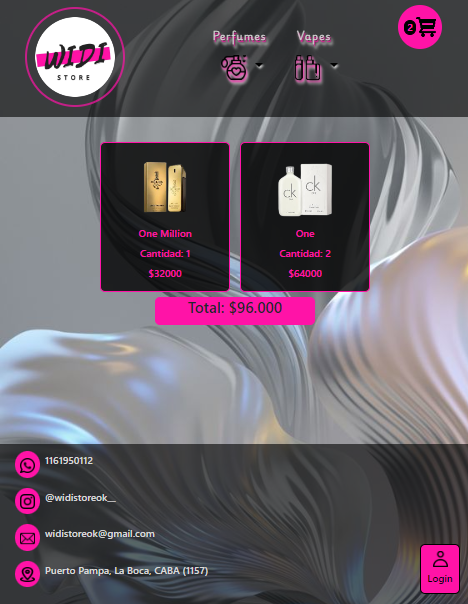 WIDI
STORE
Perfumes
Vapes
2
One Million
Cantidad: 1
$32000
ck
One
Cantidad: 2
$64000
Total: $96.000
1161950112
@widistoreok__
widistoreok@gmail.com
Puerto Pampa, La Boca, CABA (1157)
Login